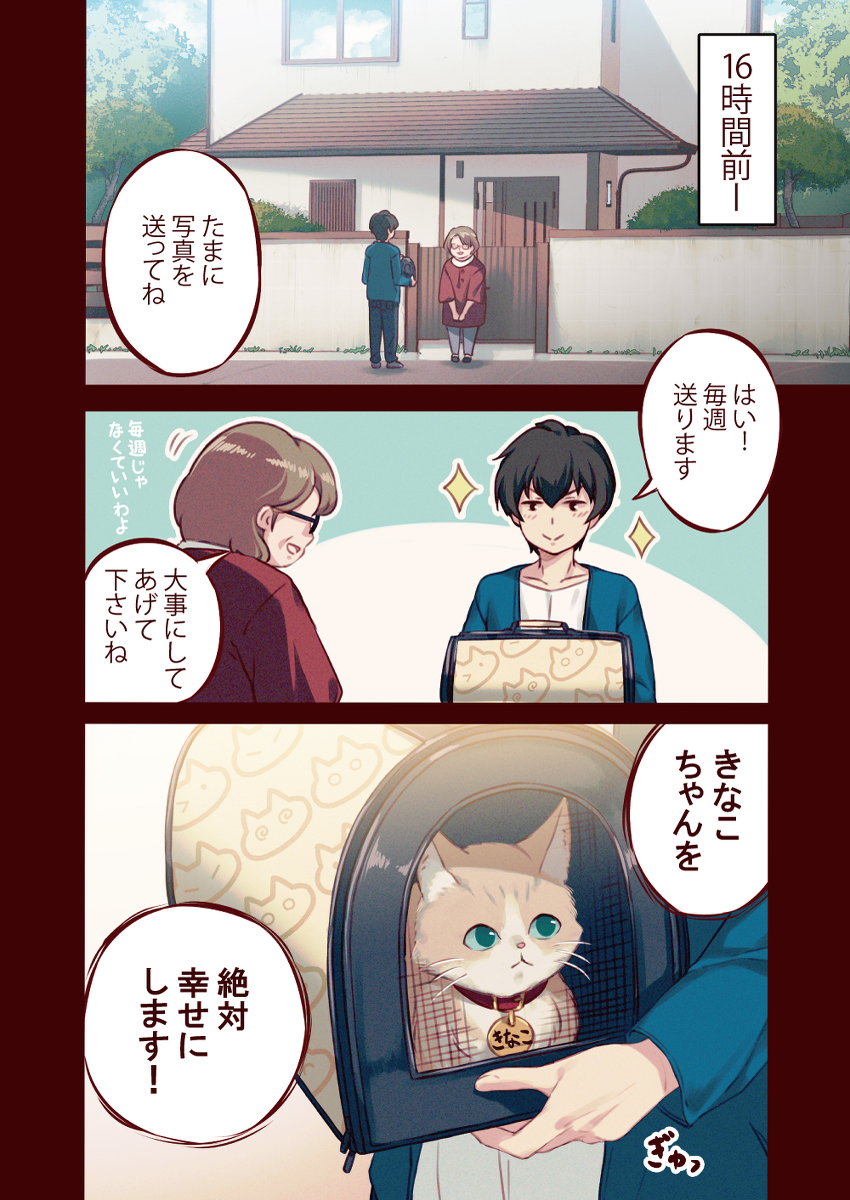 16時間前ー
たまに
写真を
送ってね
はい！
毎週
送ります
毎週じゃ
なくていいわよ
大事にして
あげて
下さいね
きなこ
ちゃんを
きなこ
絶対
幸せに
します！
ぎゅっ